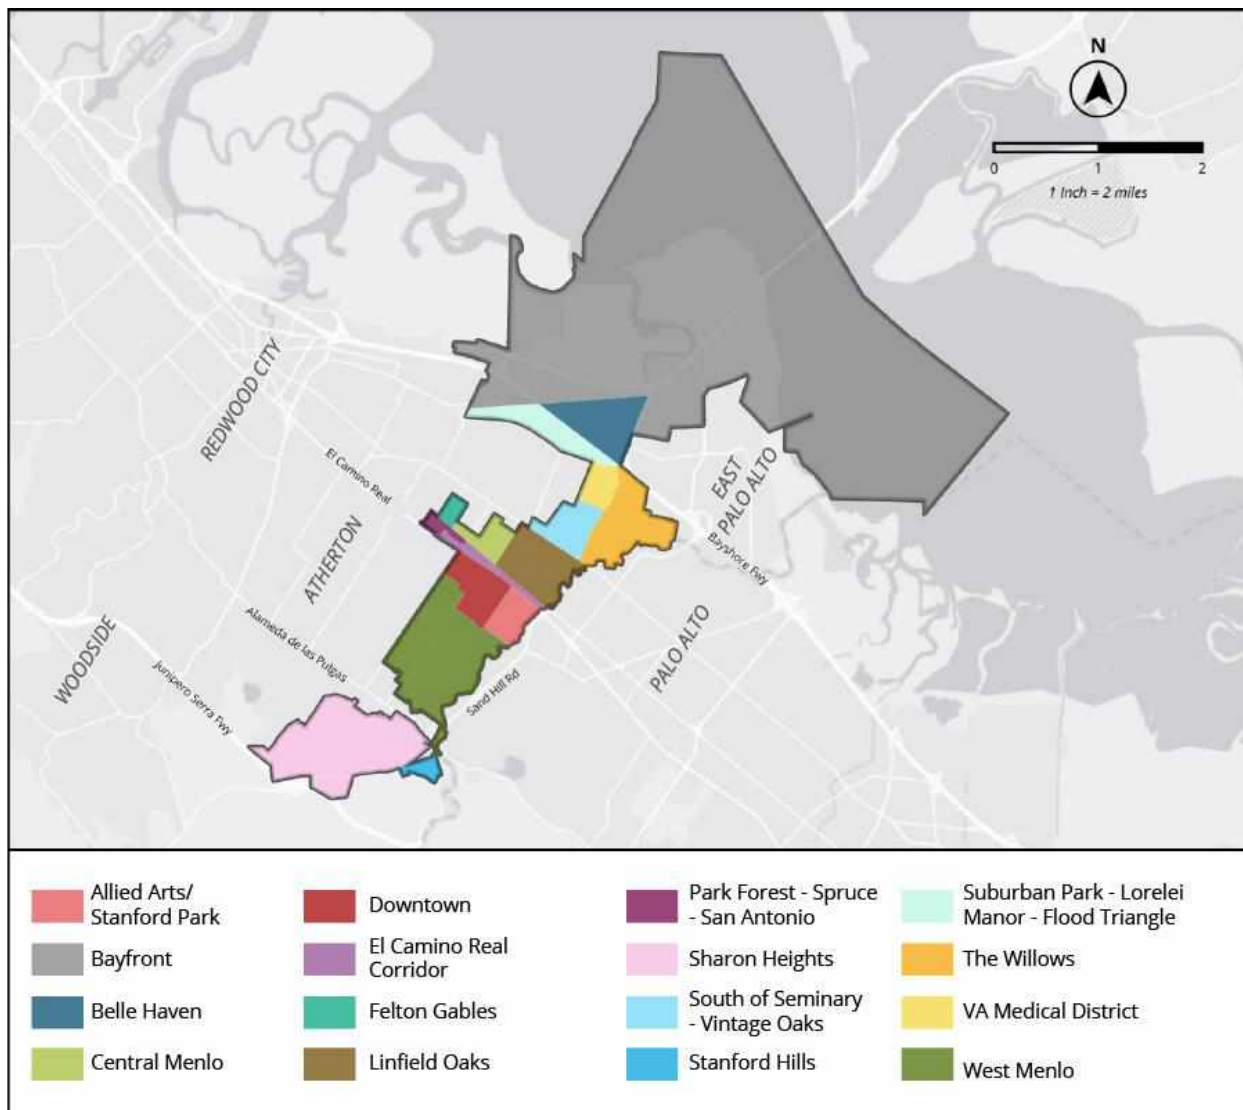 N
0 1 2
1 Inch = 2 miles
REDWOOD CITY
El Camino Real
EAST
PALO ALTO
ATHERTON
Bayshore Fwy
WOODSIDE
Alameda de las Pulgas
PALO ALTO
Junipero Serra Fwy
Sand Hill Rd
Allied Arts/
Stanford Park
Bayfront
Belle Haven
Central Menlo
Downtown
El Camino Real
Corridor
Felton Gables
Linfield Oaks
Park Forest - Spruce
- San Antonio
Sharon Heights
South of Seminary
- Vintage Oaks
Stanford Hills
Suburban Park - Lorelei
Manor - Flood Triangle
The Willows
VA Medical District
West Menlo